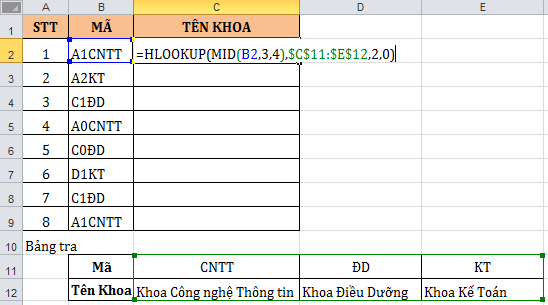 A B C D E
1 STT MÃ TÊN KHOA
2 1 A1CNTT =HLOOKUP(MID(B2,3,4),$C$11:$E$12,2,0)
3 2 A2KT
4 3 C1ĐD
5 4 A0CNTT
6 5 C0ĐD
7 6 D1KT
8 7 C1ĐD
9 8 A1CNTT
10 Bảng tra
11 Mã CNTT ĐD KT
12 Tên Khoa Khoa Công nghệ Thông tin Khoa Điều Dưỡng Khoa Kế Toán